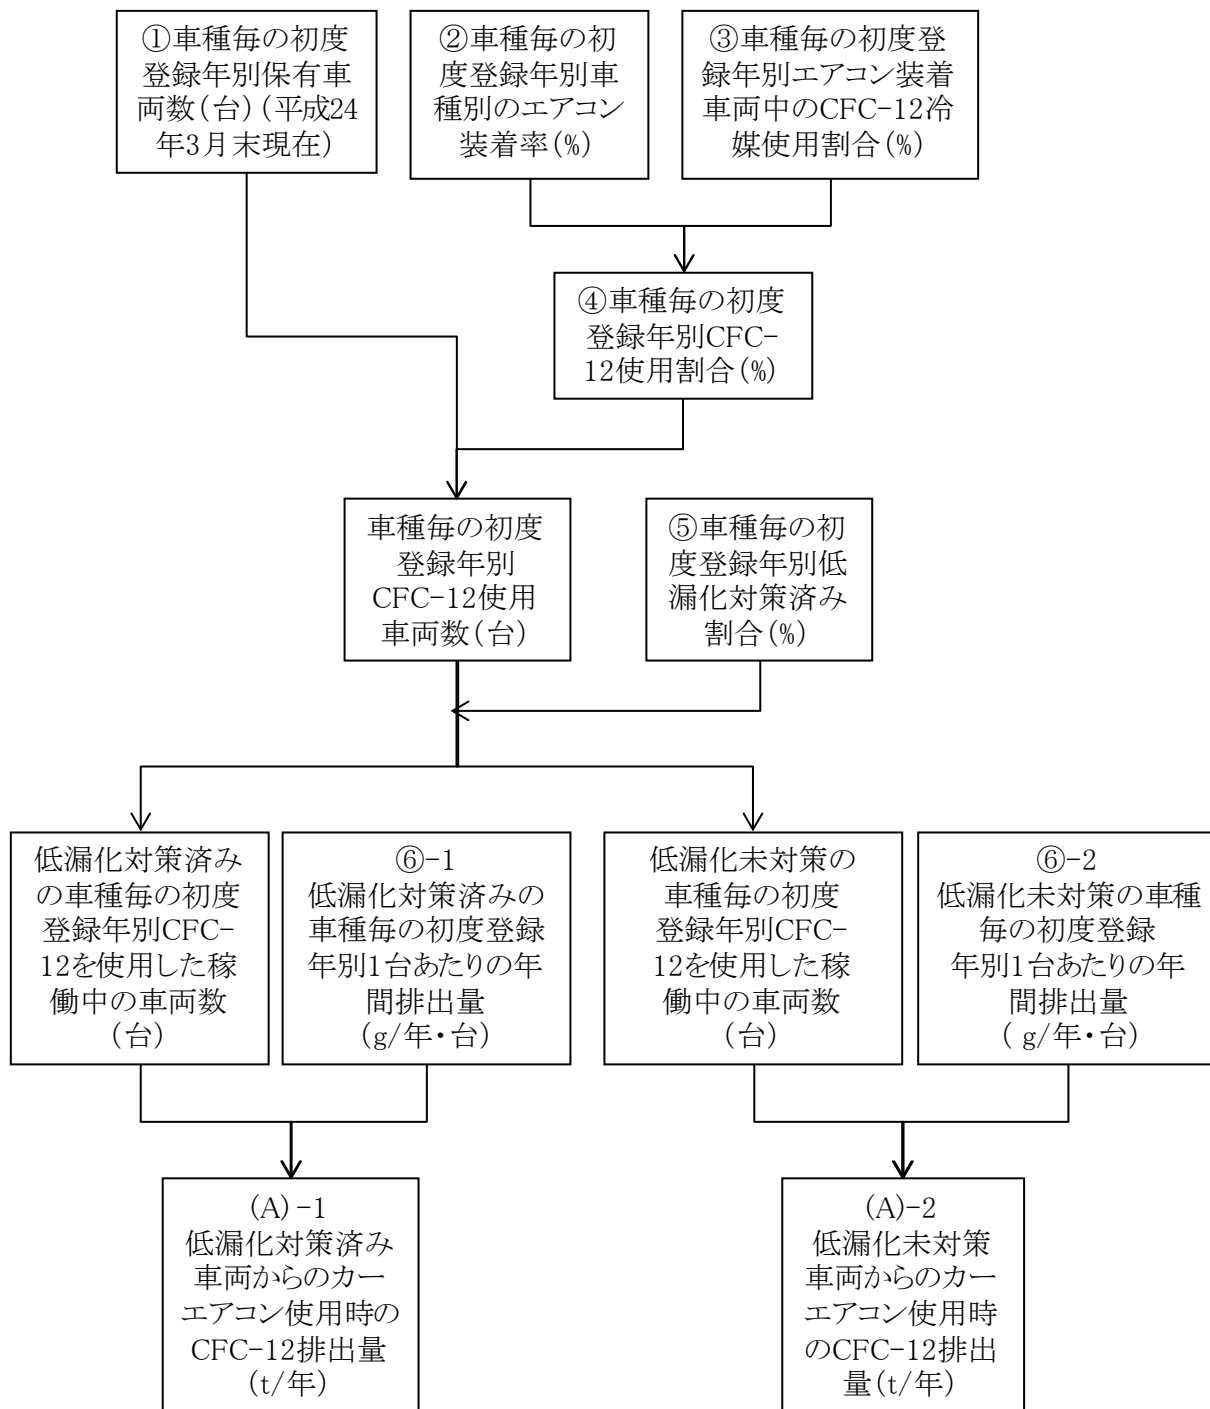 ①車種毎の初度
登録年別保有車
両数(台)(平成24
年3月末現在)
②車種毎の初
度登録年別車
種別のエアコン
装着率(%)
③車種毎の初度登
録年別エアコン装着
車両中のCFC-12冷
媒使用割合(%)
④車種毎の初度
登録年別CFC-
12使用割合(%)
車種毎の初度
登録年別
CFC-12使用
車両数(台)
⑤車種毎の初
度登録年別低
漏化対策済み
割合(%)
低漏化対策済み
の車種毎の初度
登録年別CFC-
12を使用した稼
働中の車両数
(台)
⑥-1
低漏化対策済みの
車種毎の初度登録
年別1台あたりの年
間排出量
(g/年・台)
低漏化未対策の
車種毎の初度
登録年別CFC-
12を使用した稼
働中の車両数
(台)
⑥-2
低漏化未対策の車種
毎の初度登録
年別1台あたりの年
間排出量
( g/年・台)
(A)-1
低漏化対策済み
車両からのカー
エアコン使用時の
CFC-12排出量
(t/年)
(A)-2
低漏化未対策
車両からのカー
エアコン使用時
のCFC-12排出
量(t/年)